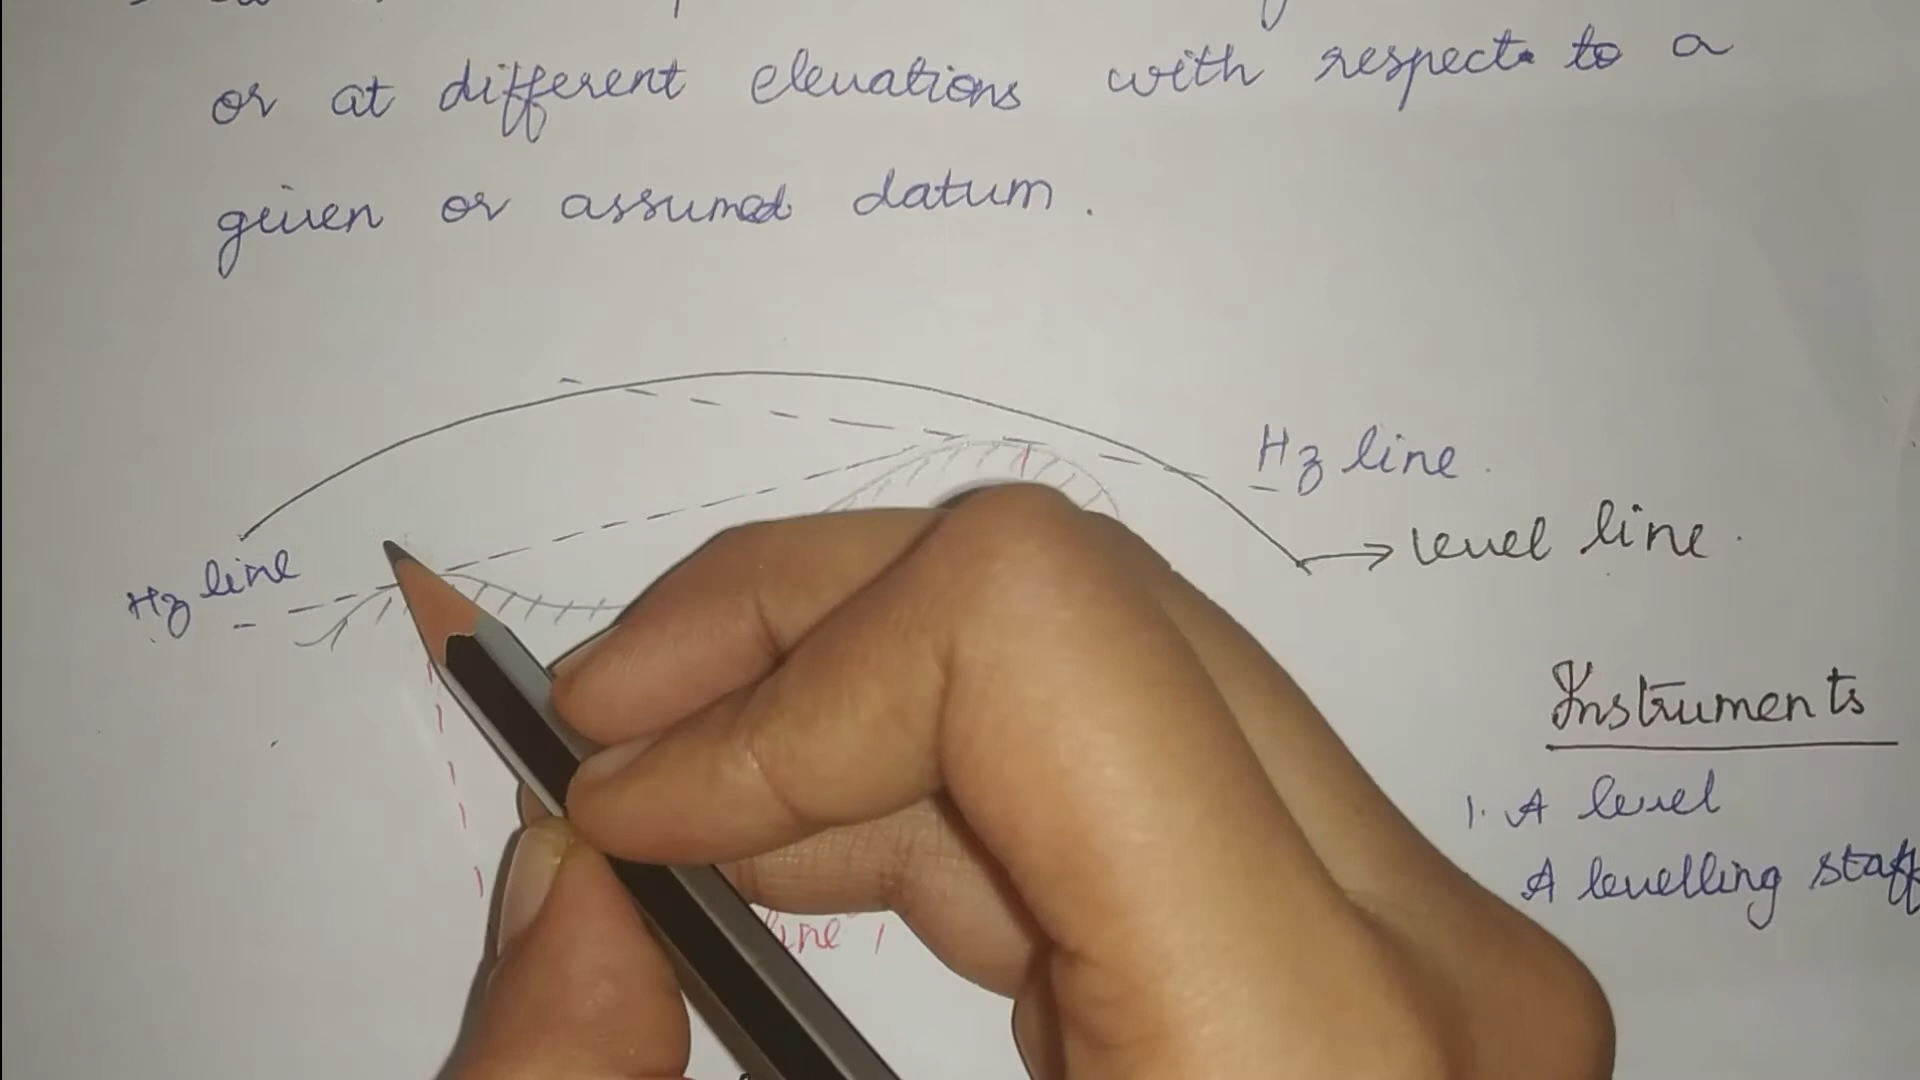 or at different elevations with respect to a
given or assumed datum.
Hz line.
level line.
Hz line
Instruments
1. A level
A levelling staff
line